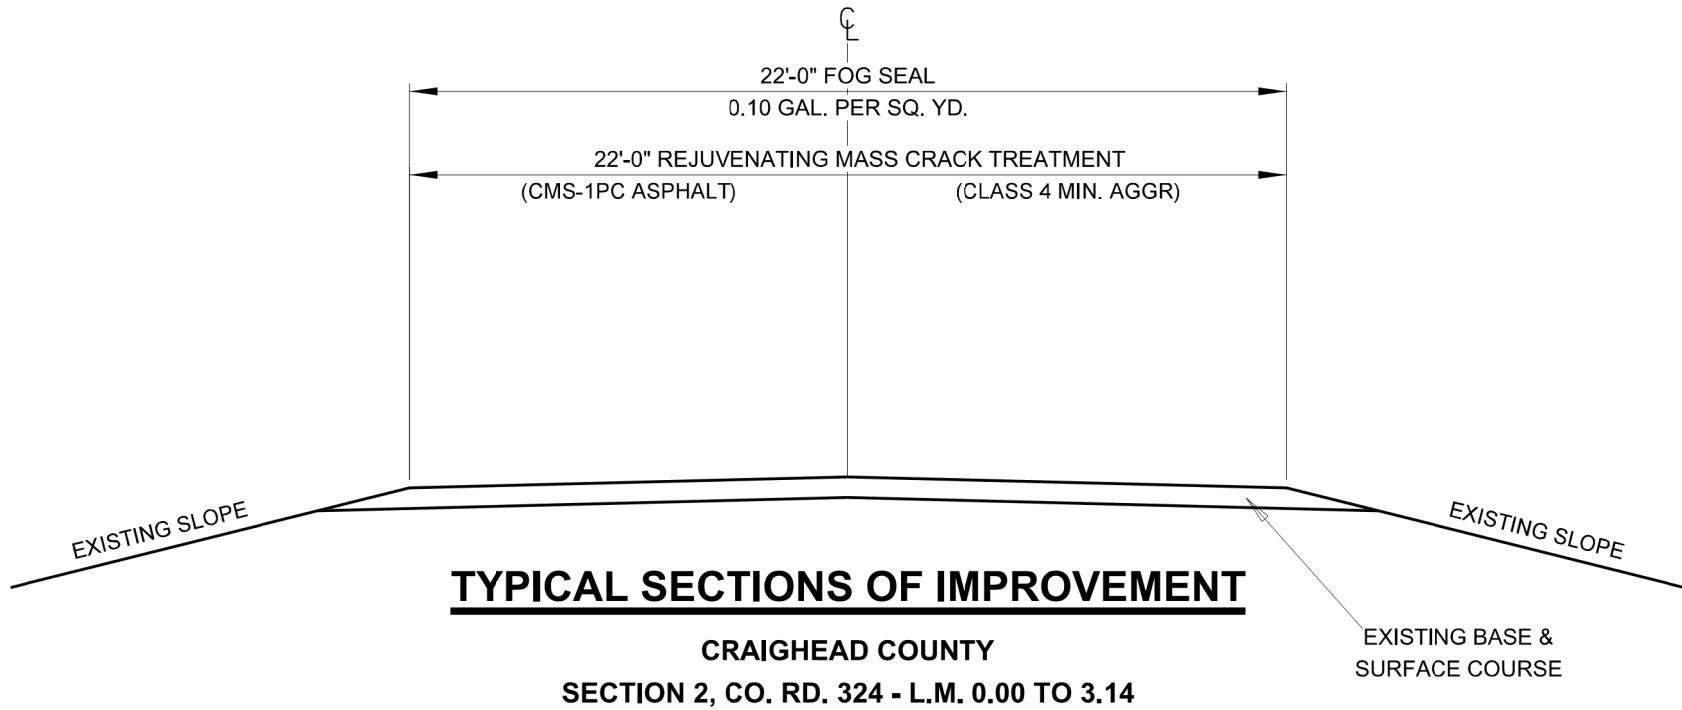 ℄
22'-0" FOG SEAL
0.10 GAL. PER SQ. YD.
22'-0" REJUVENATING MASS CRACK TREATMENT
(CMS-1PC ASPHALT) (CLASS 4 MIN. AGGR)
EXISTING SLOPE
EXISTING SLOPE
TYPICAL SECTIONS OF IMPROVEMENT
EXISTING BASE &
SURFACE COURSE
CRAIGHEAD COUNTY
SECTION 2, CO. RD. 324 - L.M. 0.00 TO 3.14